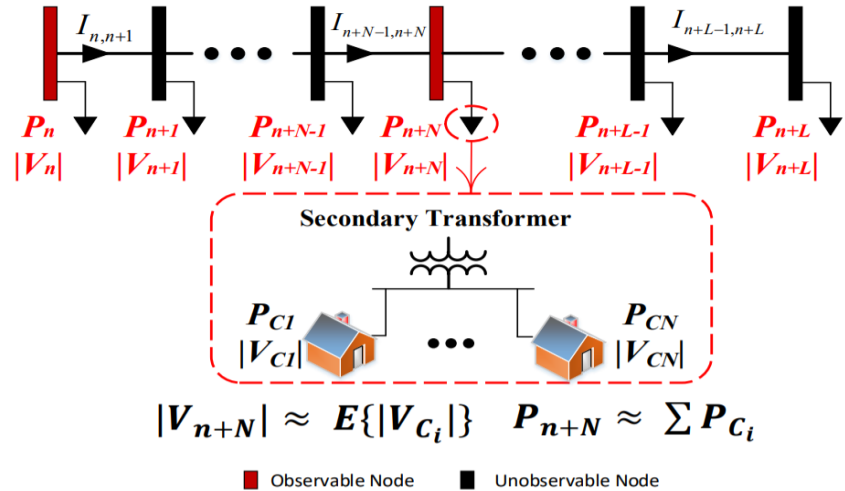 I_{n,n+1} ••• I_{n+N-1,n+N} ••• I_{n+L-1,n+L}
P_n P_{n+1} P_{n+N-1} P_{n+N} P_{n+L-1} P_{n+L}
|V_n| |V_{n+1}| |V_{n+N-1}| |V_{n+N}| |V_{n+L-1}| |V_{n+L}|
Secondary Transformer
P_{C1} P_{CN}
|V_{C1}| ••• |V_{CN}|
|V_{n+N}| ≈ E{|V_{C_i}|} P_{n+N} ≈ ∑ P_{C_i}
Observable Node Unobservable Node